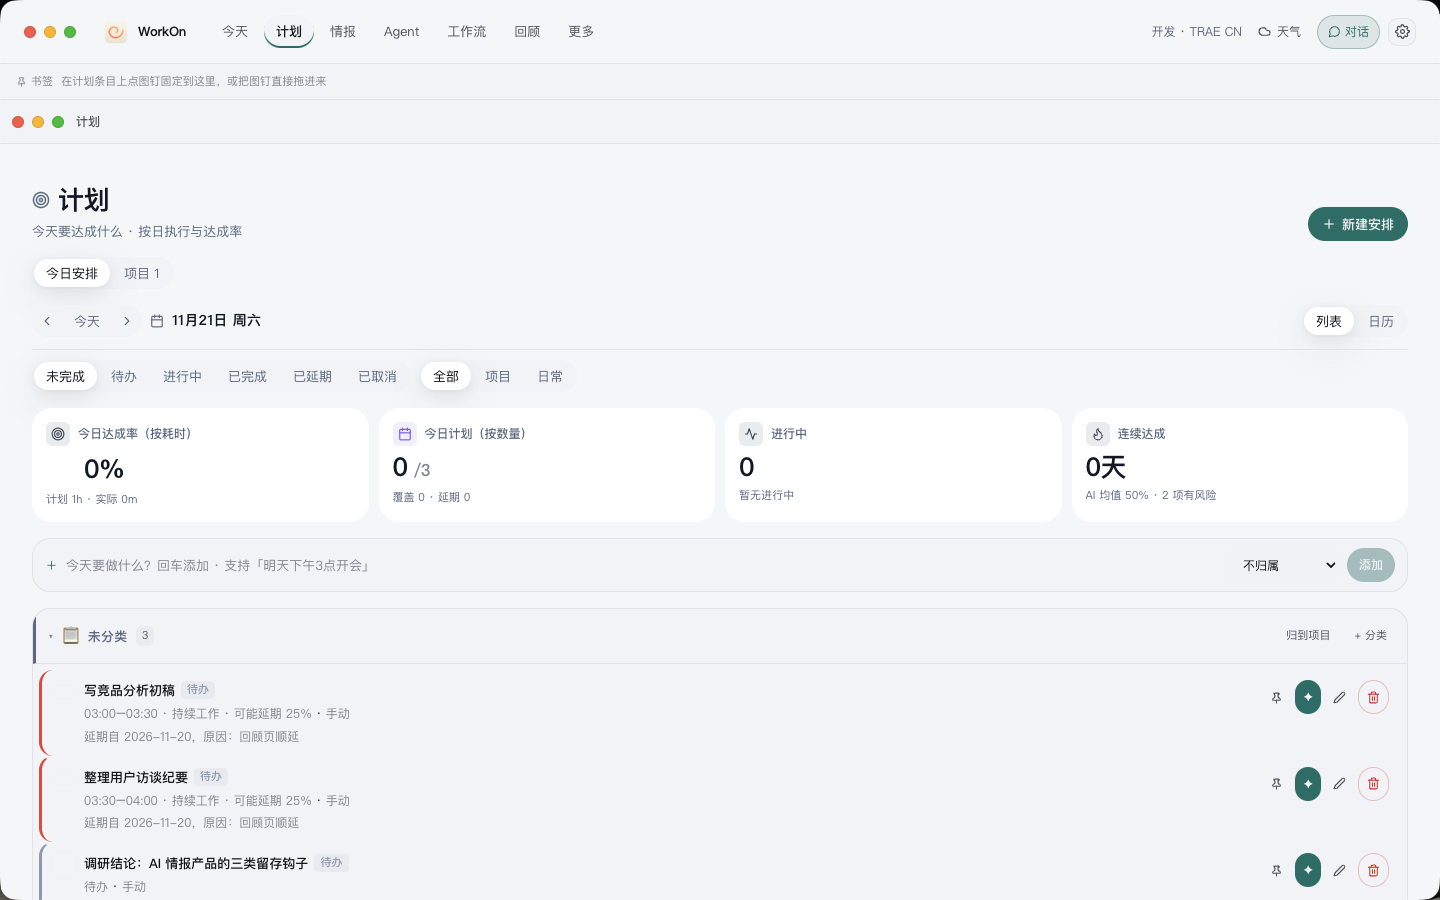 WorkOn 今天 计划 情报 Agent 工作流 回顾 更多 开发 · TRAE CN 天气 对话
书签 在计划条目上点图钉固定到这里，或把图钉直接拖进来
计划
计划
今天要达成什么 · 按日执行与达成率
新建安排
今日安排 项目 1
今天 11月21日 周六 列表 日历
未完成 待办 进行中 已完成 已延期 已取消 全部 项目 日常
今日达成率（按耗时）
0%
计划 1h · 实际 0m
今日计划（按数量）
0 /3
覆盖 0 · 延期 0
进行中
0
暂无进行中
连续达成
0天
AI 均值 50% · 2 项有风险
+ 今天要做什么？回车添加 · 支持「明天下午3点开会」 不归属 添加
未分类 3 归到项目 + 分类
写竞品分析初稿 待办
03:00—03:30 · 持续工作 · 可能延期 25% · 手动
延期自 2026-11-20，原因：回顾页顺延
整理用户访谈纪要 待办
03:30—04:00 · 持续工作 · 可能延期 25% · 手动
延期自 2026-11-20，原因：回顾页顺延
调研结论：AI 情报产品的三类留存钩子 待办
待办 · 手动